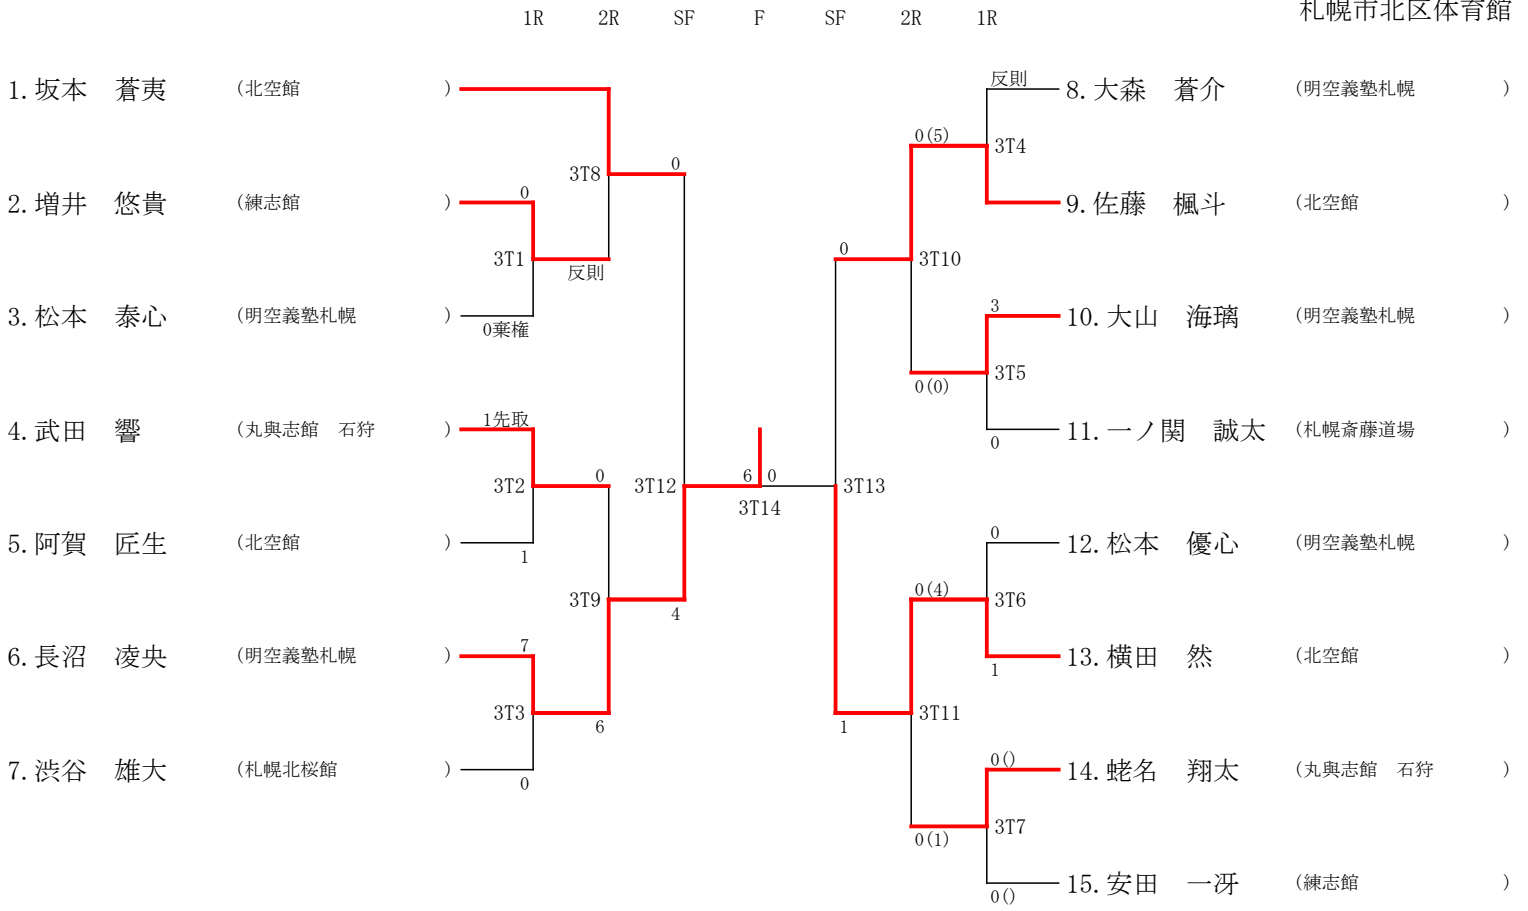 札幌市北区体育館
1R 2R SF F SF 2R 1R
1.坂本 蒼夷 (北空館 )
2.増井 悠貴 (練志館 )
3.松本 泰心 (明空義塾札幌 )
4.武田 響 (丸與志館 石狩 )
5.阿賀 匠生 (北空館 )
6.長沼 凌央 (明空義塾札幌 )
7.渋谷 雄大 (札幌北桜館 )
0
3T1
0棄権
1先取
3T2
1
7
3T3
0
3T8
反則
0
3T9
6
0
3T12
4
6 0
3T14
0
3T13
1
0(5)
3T10
0(0)
0(4)
3T11
0(1)
反則
3T4
3
3T5
0
0
3T6
1
0()
3T7
0()
8.大森 蒼介 (明空義塾札幌 )
9.佐藤 楓斗 (北空館 )
10.大山 海璃 (明空義塾札幌 )
11.一ノ関 誠太 (札幌斎藤道場 )
12.松本 優心 (明空義塾札幌 )
13.横田 然 (北空館 )
14.蛯名 翔太 (丸與志館 石狩 )
15.安田 一冴 (練志館 )